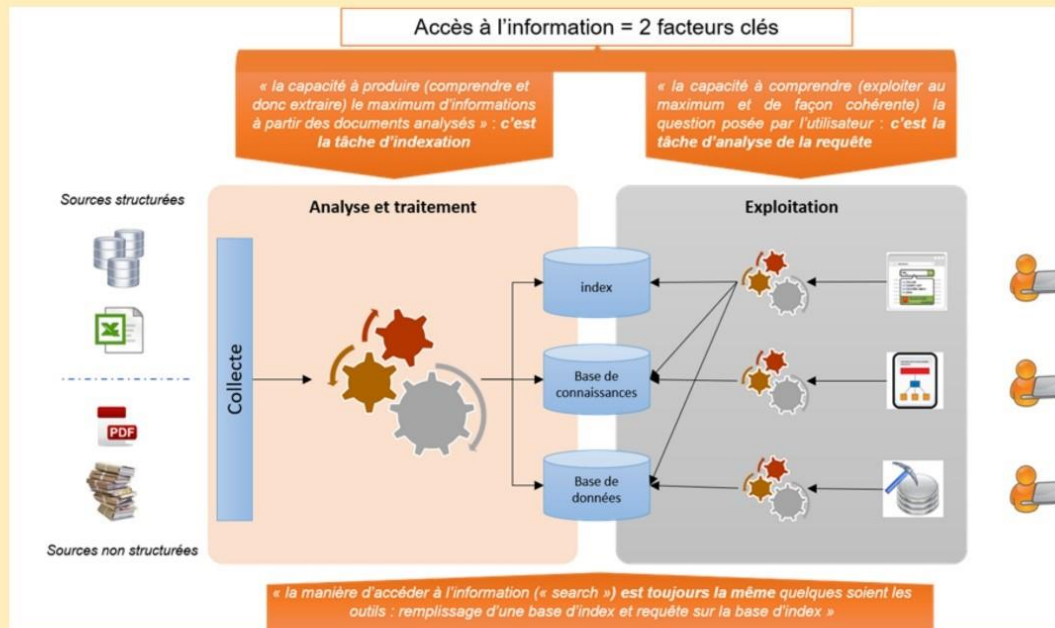 Accès à l'information = 2 facteurs clés
« la capacité à produire (comprendre et
donc extraire) le maximum d'informations
à partir des documents analysés » : c'est
la tâche d'indexation
« la capacité à comprendre (exploiter au
maximum et de façon cohérente) la
question posée par l'utilisateur : c'est la
tâche d'analyse de la requête
Sources structurées
Analyse et traitement
Exploitation
Collecte
index
Base de
connaissances
PDF
Base de
données
Sources non structurées
« la manière d'accéder à l'information (« search ») est toujours la même quelques soient les
outils : remplissage d'une base d'index et requête sur la base d'index »